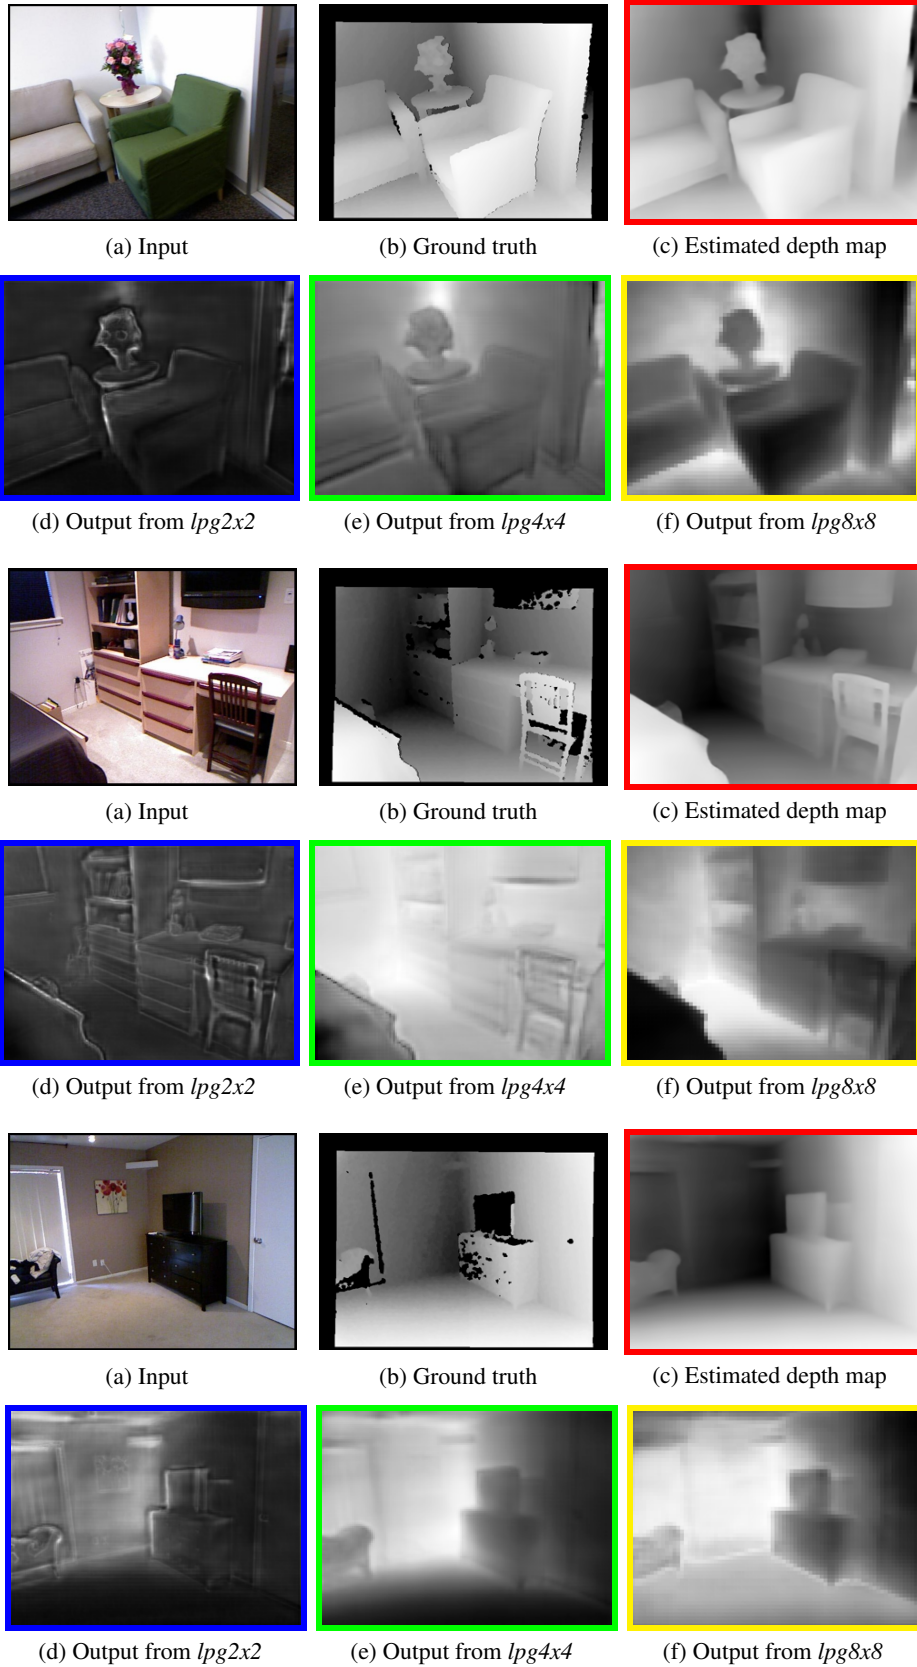 (a) Input
(b) Ground truth
(c) Estimated depth map
(d) Output from lpg2x2
(e) Output from lpg4x4
(f) Output from lpg8x8
(a) Input
(b) Ground truth
(c) Estimated depth map
(d) Output from lpg2x2
(e) Output from lpg4x4
(f) Output from lpg8x8
(a) Input
(b) Ground truth
(c) Estimated depth map
(d) Output from lpg2x2
(e) Output from lpg4x4
(f) Output from lpg8x8